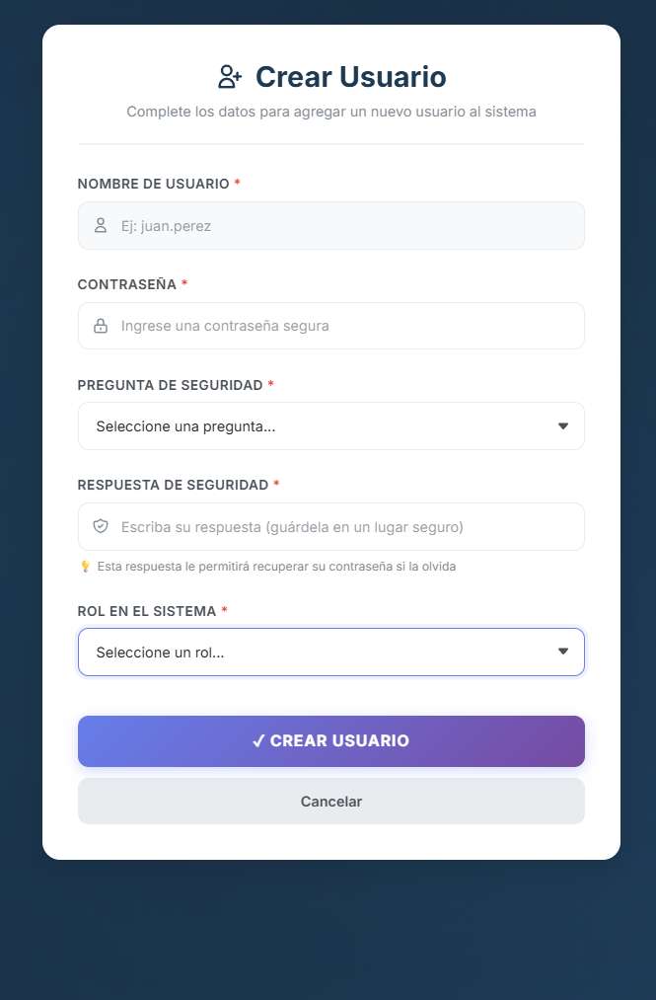 Crear Usuario
Complete los datos para agregar un nuevo usuario al sistema
NOMBRE DE USUARIO *
Ej: juan.perez
CONTRASEÑA *
Ingrese una contraseña segura
PREGUNTA DE SEGURIDAD *
Seleccione una pregunta...
RESPUESTA DE SEGURIDAD *
Escriba su respuesta (guárdela en un lugar seguro)
💡 Esta respuesta le permitirá recuperar su contraseña si la olvida
ROL EN EL SISTEMA *
Seleccione un rol...
✓ CREAR USUARIO
Cancelar